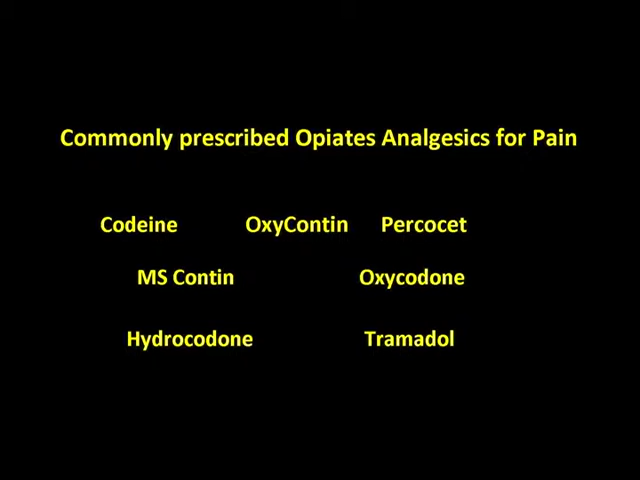 Commonly prescribed Opiates Analgesics for Pain
Codeine OxyContin Percocet
MS Contin Oxycodone
Hydrocodone Tramadol